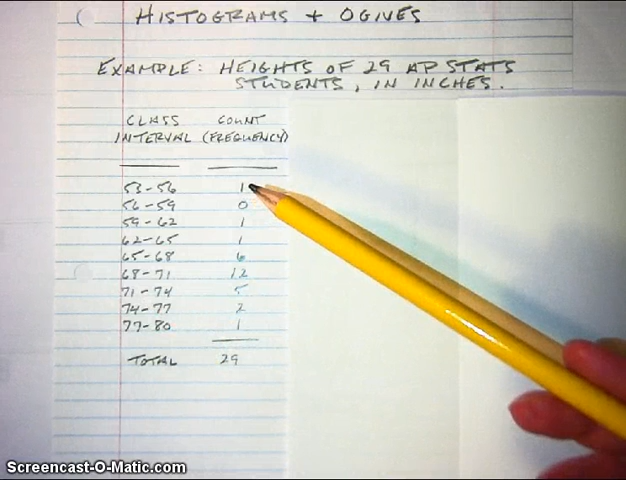 HISTOGRAMS + OGIVES
EXAMPLE: HEIGHTS OF 29 AP STATS
STUDENTS, IN INCHES.
CLASS COUNT
INTERVAL (FREQUENCY)
53-56 1
56-59 0
59-62 1
62-65 1
65-68 6
68-71 12
71-74 5
74-77 2
77-80 1
TOTAL 29
Screencast-O-Matic.com